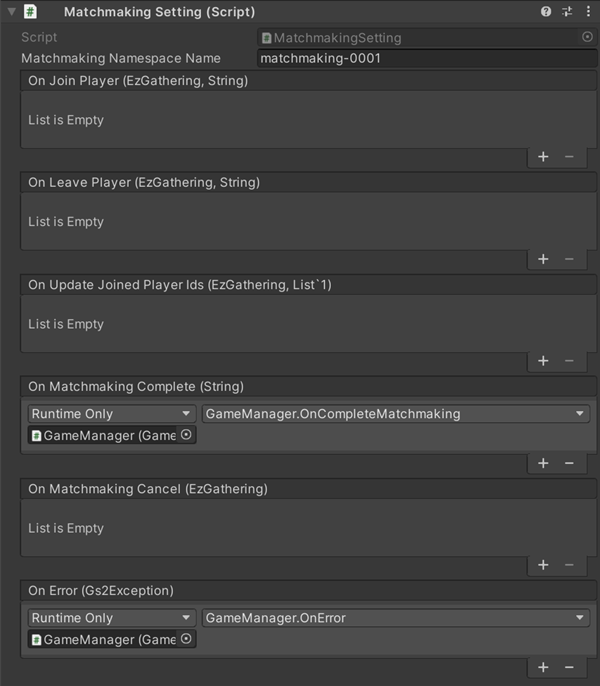 Matchmaking Setting (Script)
Script
MatchmakingSetting
Matchmaking Namespace Name
matchmaking-0001
On Join Player (EzGathering, String)
List is Empty
On Leave Player (EzGathering, String)
List is Empty
On Update Joined Player Ids (EzGathering, List`1)
List is Empty
On Matchmaking Complete (String)
Runtime Only
GameManager.OnCompleteMatchmaking
GameManager (Game
On Matchmaking Cancel (EzGathering)
List is Empty
On Error (Gs2Exception)
Runtime Only
GameManager.OnError
GameManager (Game